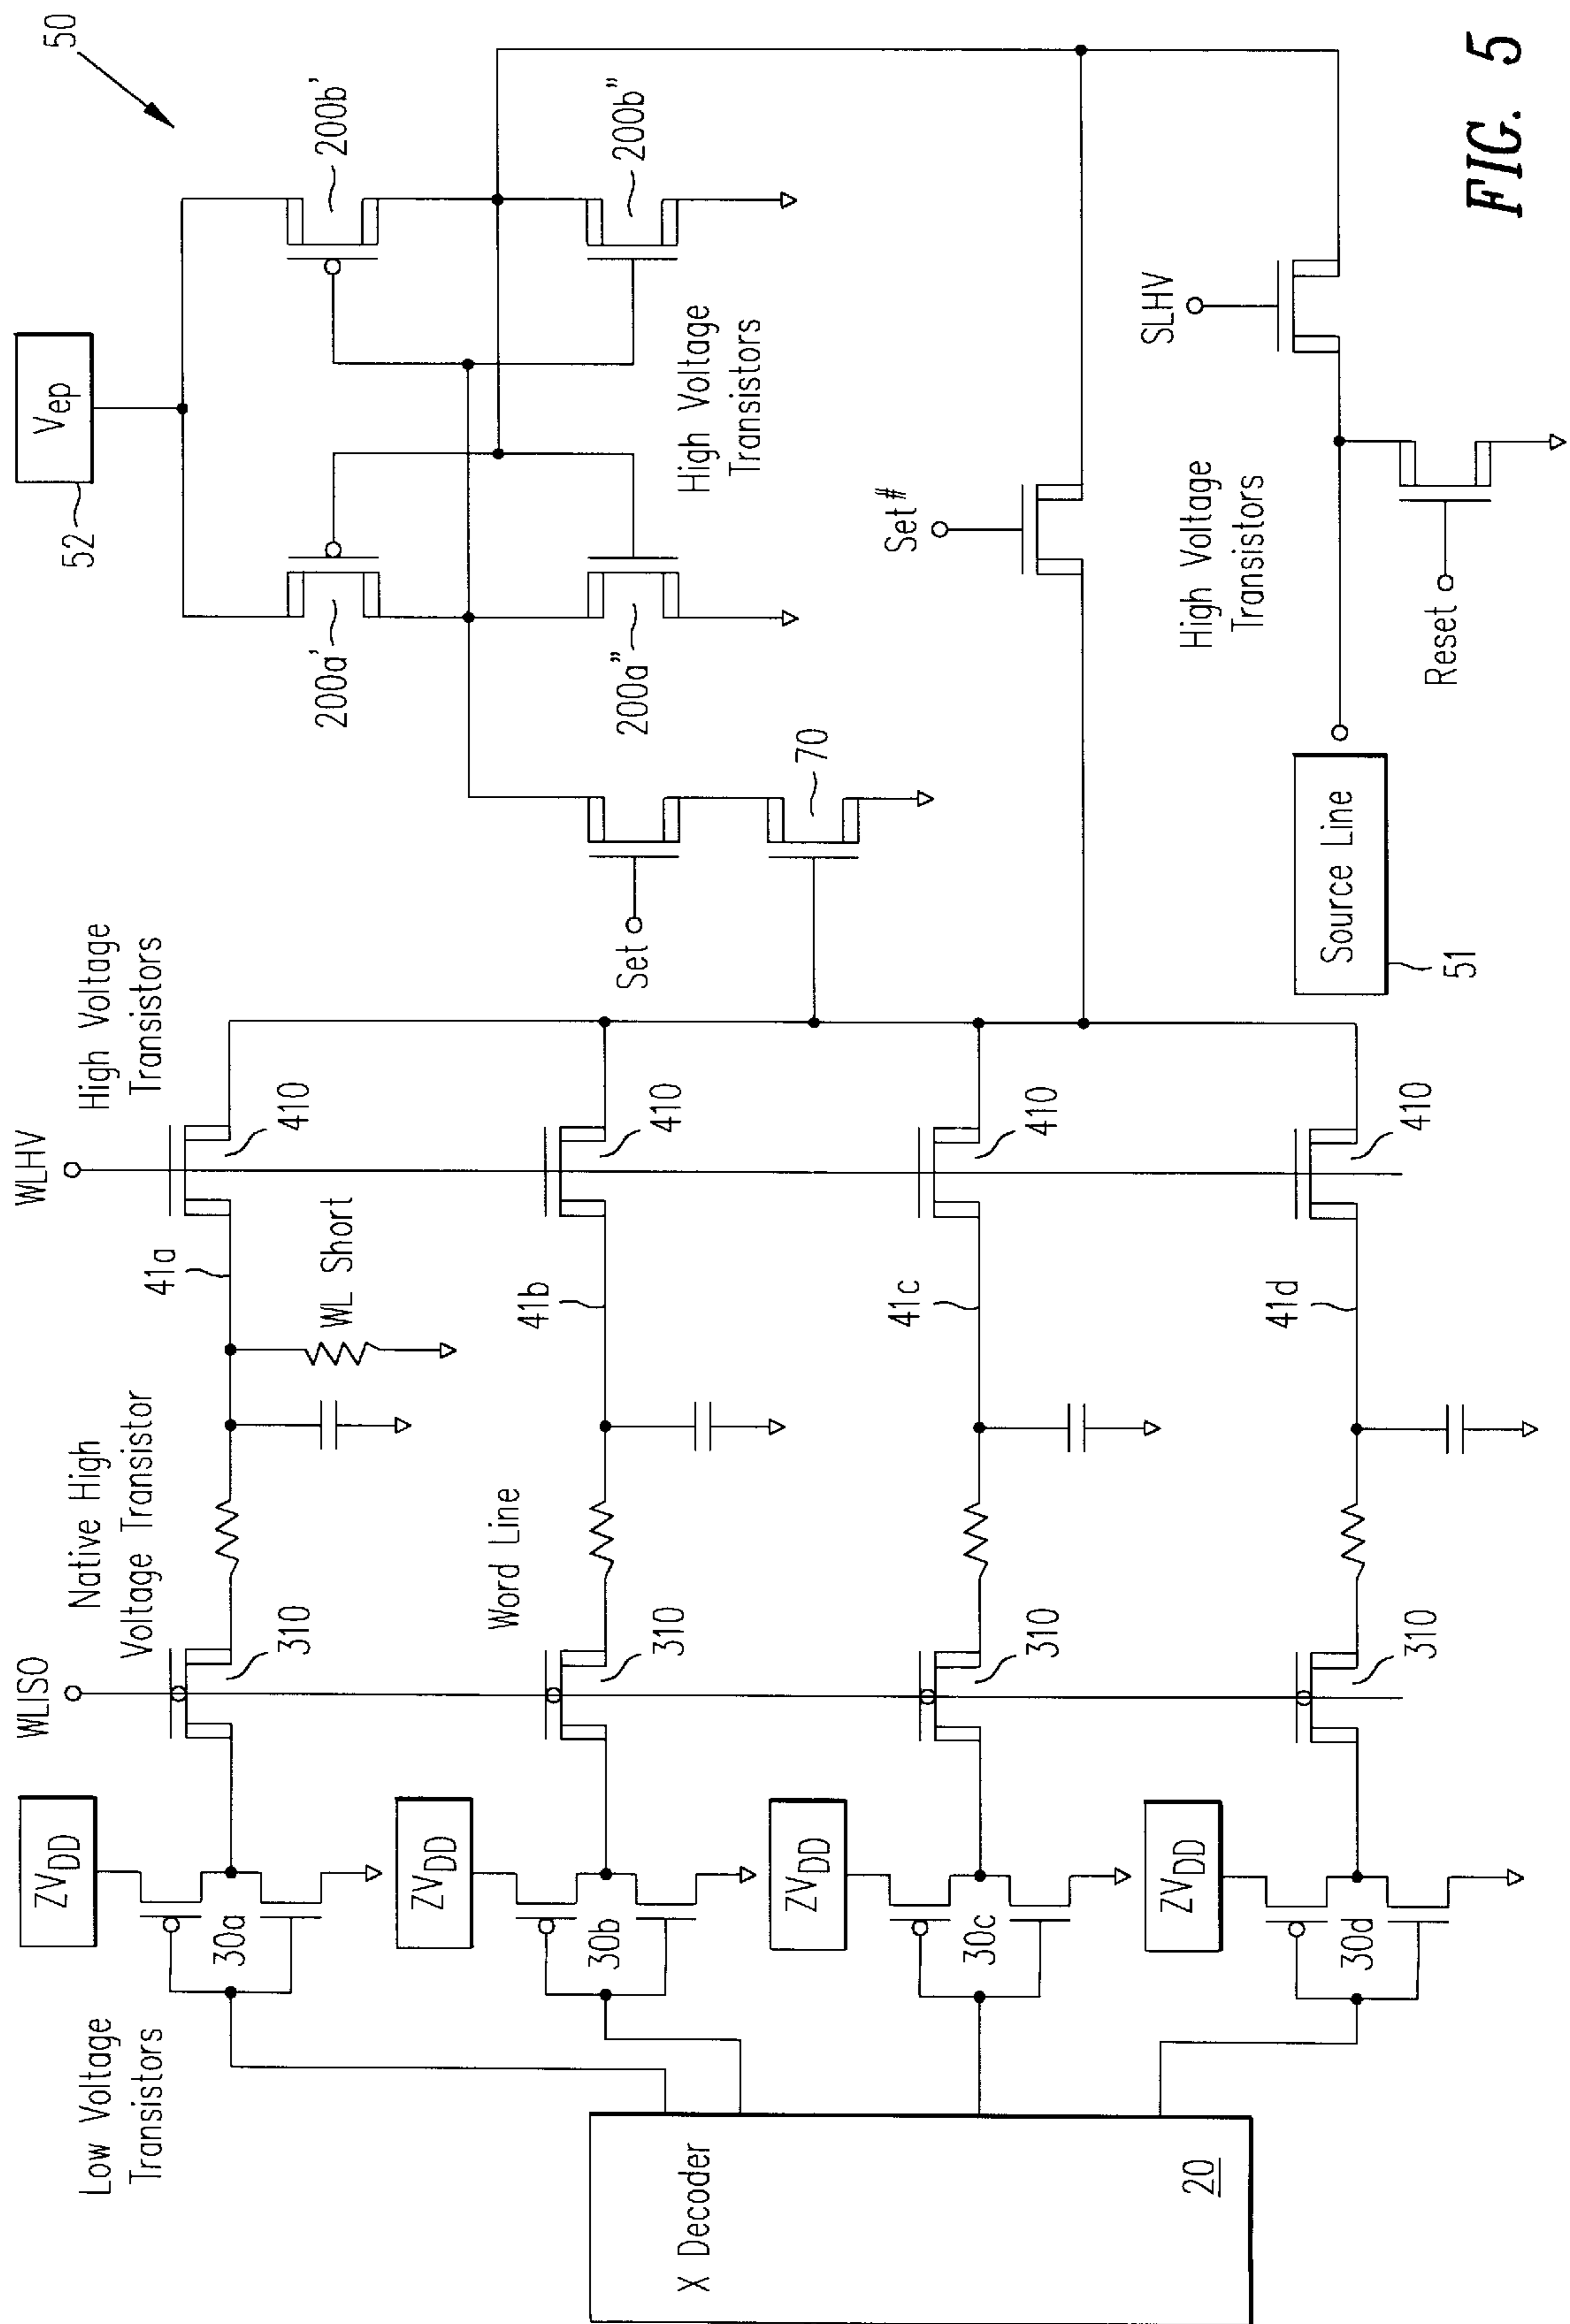 50
Vep
52
200a'
200b'
200a"
200b"
High Voltage
Transistors
Set
70
Set#
SLHV
High Voltage
Transistors
Reset
Source Line
51
WLHV
High Voltage
Transistors
410
410
410
410
41a
41b
41c
41d
WL Short
WLISO
Native High
Voltage Transistor
Word Line
310
310
310
310
ZVDD
ZVDD
ZVDD
ZVDD
30a
30b
30c
30d
Low Voltage
Transistors
X Decoder
20
FIG. 5